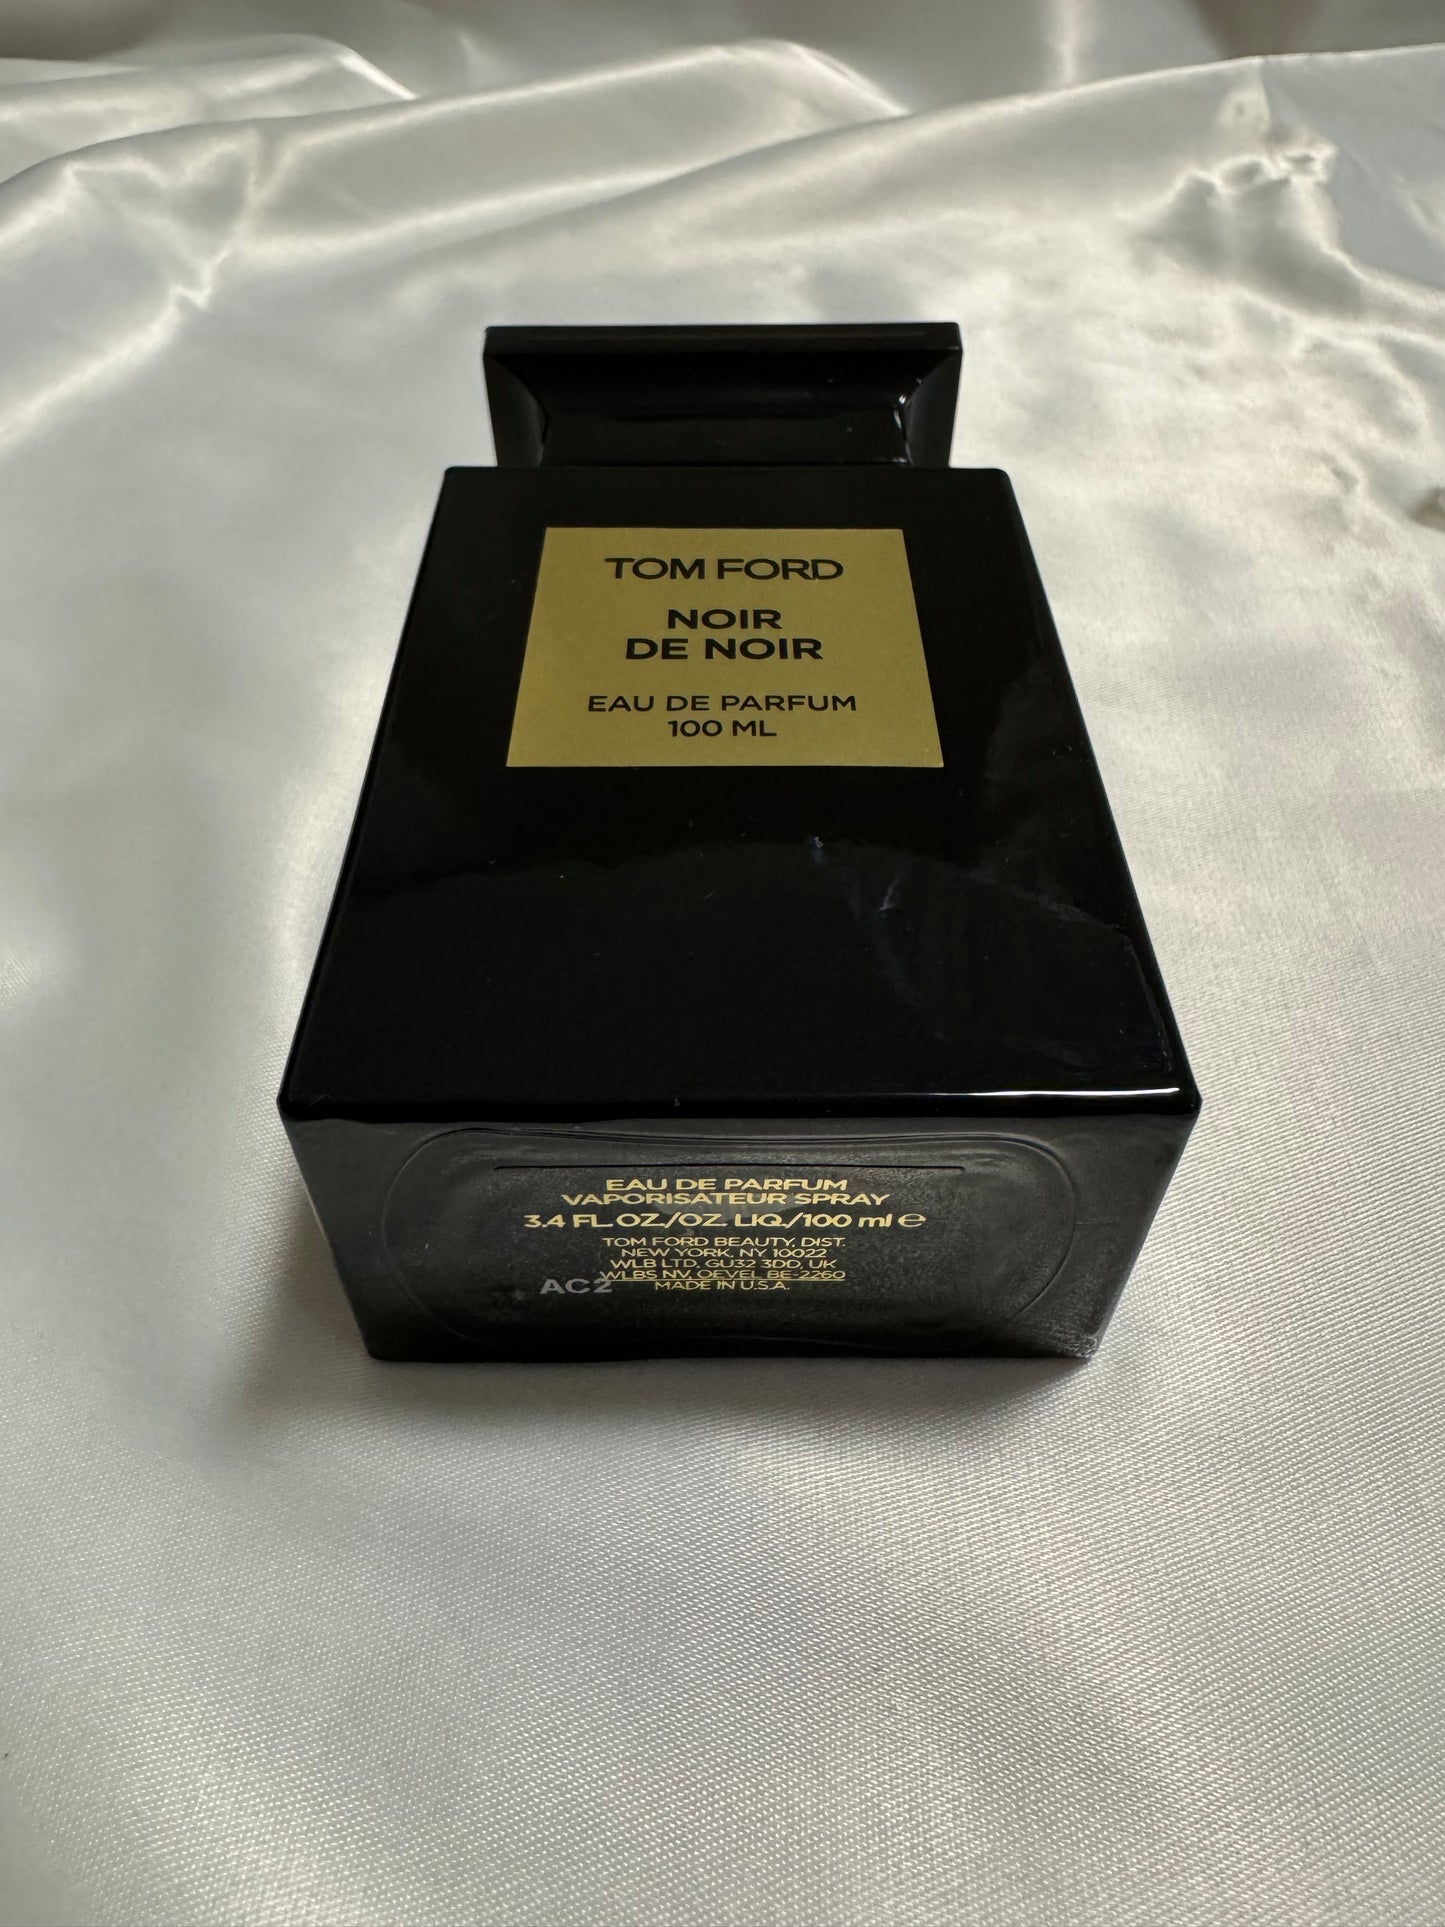 TOM FORD
NOIR
DE NOIR
EAU DE PARFUM
100 ML
EAU DE PARFUM
VAPORISATEUR SPRAY
3.4 FL. OZ./OZ. LIQ./100 ml ℮
TOM FORD BEAUTY, DIST.
NEW YORK, NY 10022
WLB LTD, GU32 3DD, UK
WLBS NV, OEVEL BE-2260
MADE IN U.S.A.
AC2